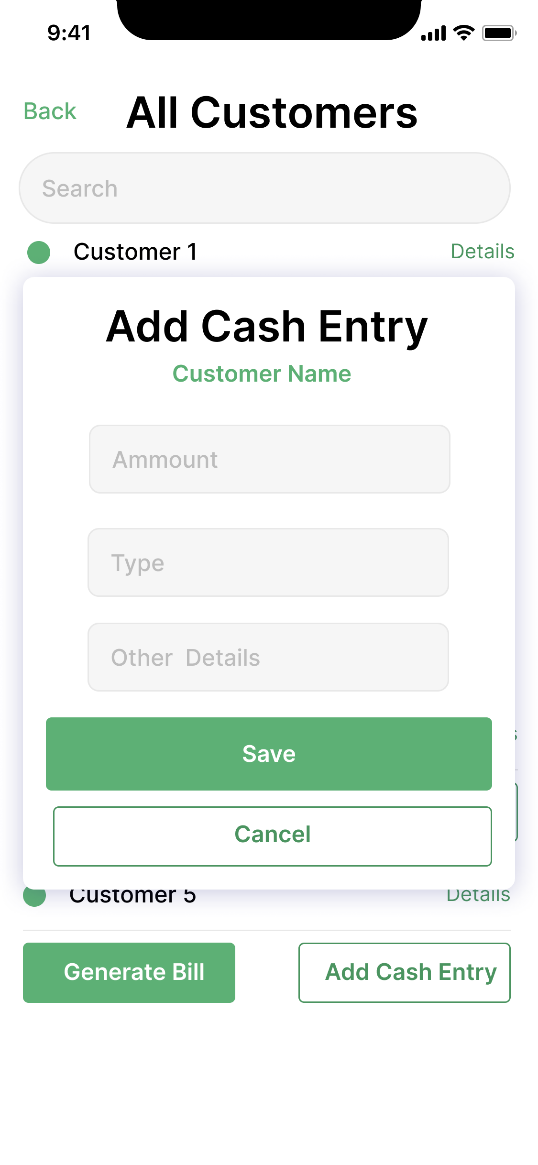 9:41
Back
All Customers
Search
Customer 1
Details
Add Cash Entry
Customer Name
Ammount
Type
Other Details
Save
Cancel
Customer 5
Details
Generate Bill
Add Cash Entry